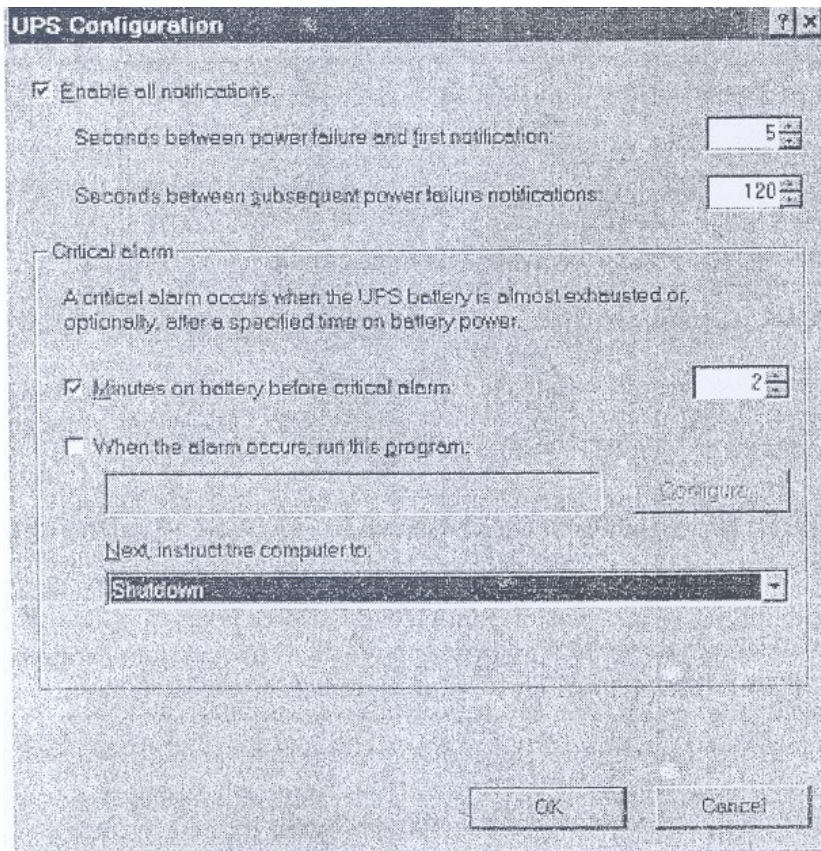 UPS Configuration
Enable all notifications.
Seconds between power failure and first notification:
5
Seconds between subsequent power failure notifications:
120
Critical alarm
A critical alarm occurs when the UPS battery is almost exhausted or,
optionally, after a specified time on battery power.
Minutes on battery before critical alarm:
2
When the alarm occurs, run this program:
Configure...
Next, instruct the computer to:
Shutdown
OK
Cancel